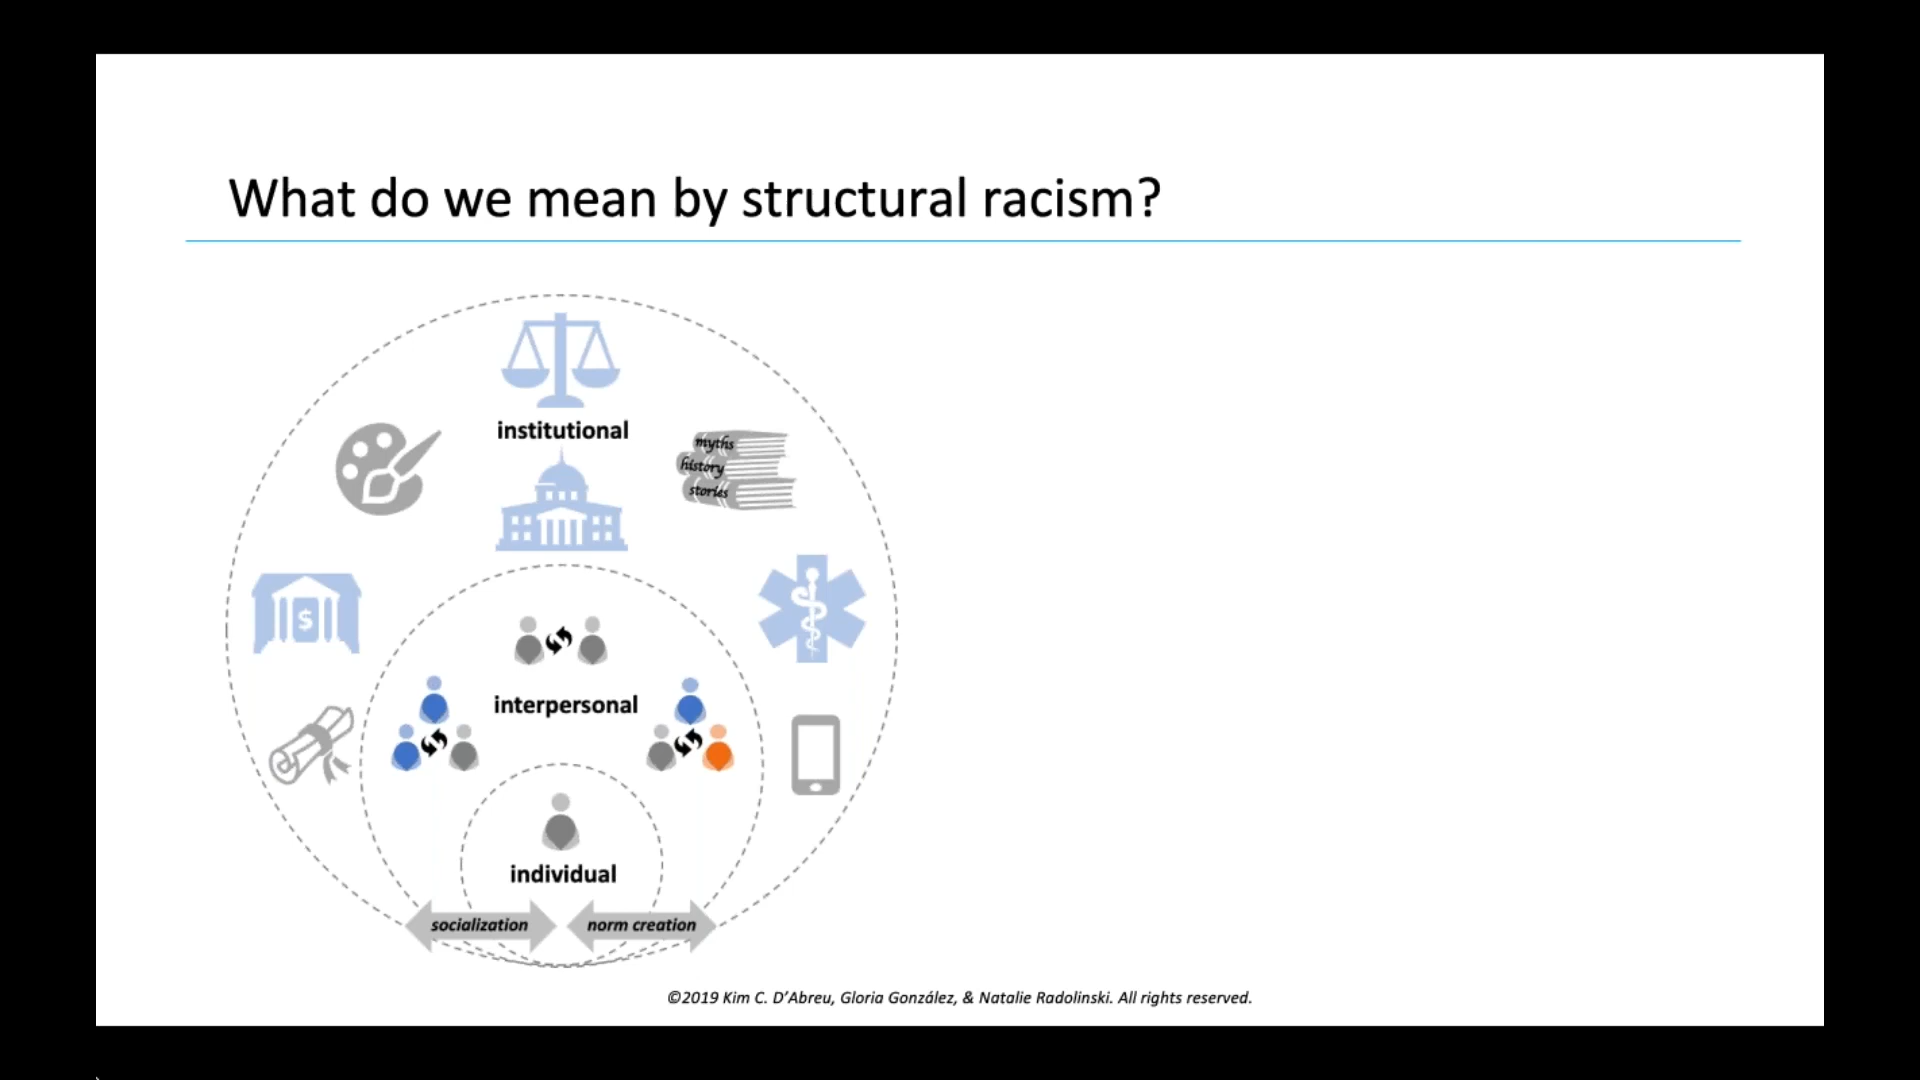 What do we mean by structural racism?
institutional
myths
history
stories
$
interpersonal
individual
socialization
norm creation
©2019 Kim C. D’Abreu, Gloria González, & Natalie Radolinski. All rights reserved.